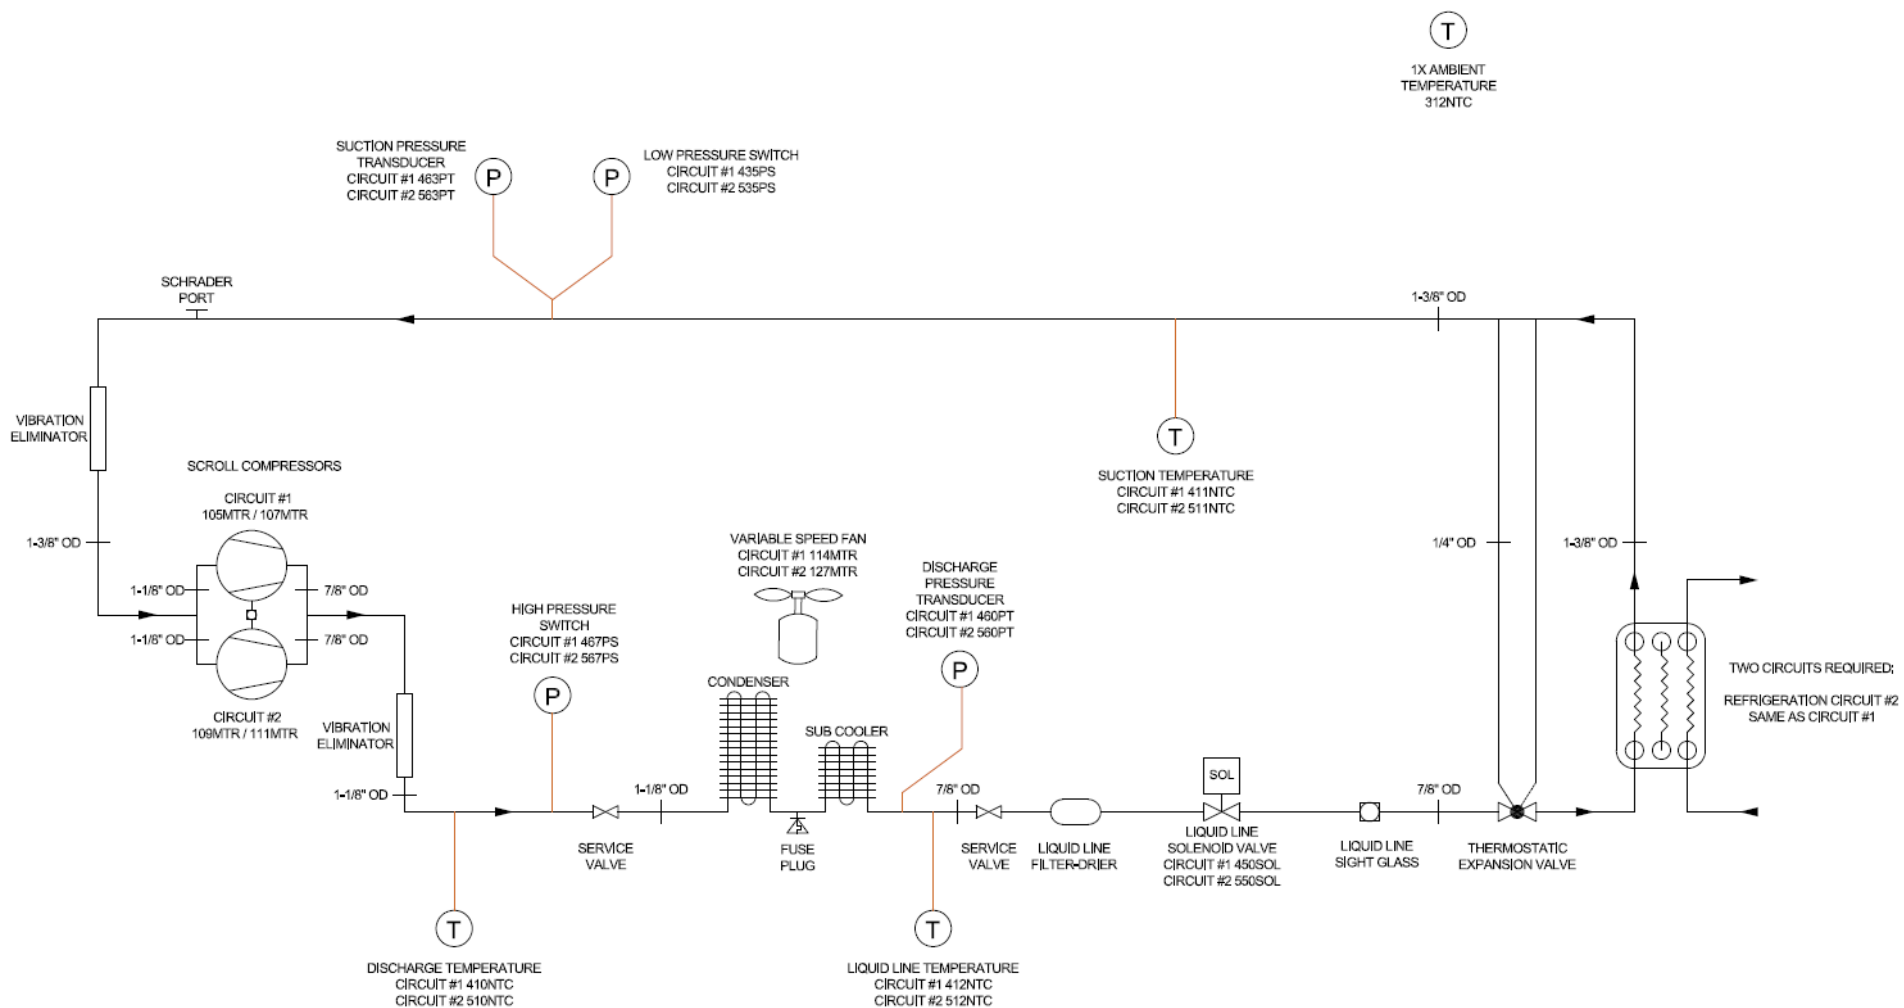 T
1X AMBIENT
TEMPERATURE
312NTC
SUCTION PRESSURE
TRANSDUCER
CIRCUIT #1 463PT
CIRCUIT #2 563PT
P
P
LOW PRESSURE SWITCH
CIRCUIT #1 435PS
CIRCUIT #2 535PS
SCHRADER
PORT
1-3/8" OD
VIBRATION
ELIMINATOR
T
SUCTION TEMPERATURE
CIRCUIT #1 411NTC
CIRCUIT #2 511NTC
SCROLL COMPRESSORS
CIRCUIT #1
105MTR / 107MTR
1-3/8" OD
1-1/8" OD
7/8" OD
1-1/8" OD
7/8" OD
CIRCUIT #2
109MTR / 111MTR
VIBRATION
ELIMINATOR
1-1/8" OD
HIGH PRESSURE
SWITCH
CIRCUIT #1 467PS
CIRCUIT #2 567PS
P
VARIABLE SPEED FAN
CIRCUIT #1 114MTR
CIRCUIT #2 127MTR
CONDENSER
SUB COOLER
DISCHARGE
PRESSURE
TRANSDUCER
CIRCUIT #1 460PT
CIRCUIT #2 560PT
P
1/4" OD
1-3/8" OD
TWO CIRCUITS REQUIRED;
REFRIGERATION CIRCUIT #2
SAME AS CIRCUIT #1
1-1/8" OD
7/8" OD
SOL
7/8" OD
SERVICE
VALVE
FUSE
PLUG
SERVICE
VALVE
LIQUID LINE
FILTER-DRIER
LIQUID LINE
SOLENOID VALVE
CIRCUIT #1 450SOL
CIRCUIT #2 550SOL
LIQUID LINE
SIGHT GLASS
THERMOSTATIC
EXPANSION VALVE
T
DISCHARGE TEMPERATURE
CIRCUIT #1 410NTC
CIRCUIT #2 510NTC
T
LIQUID LINE TEMPERATURE
CIRCUIT #1 412NTC
CIRCUIT #2 512NTC